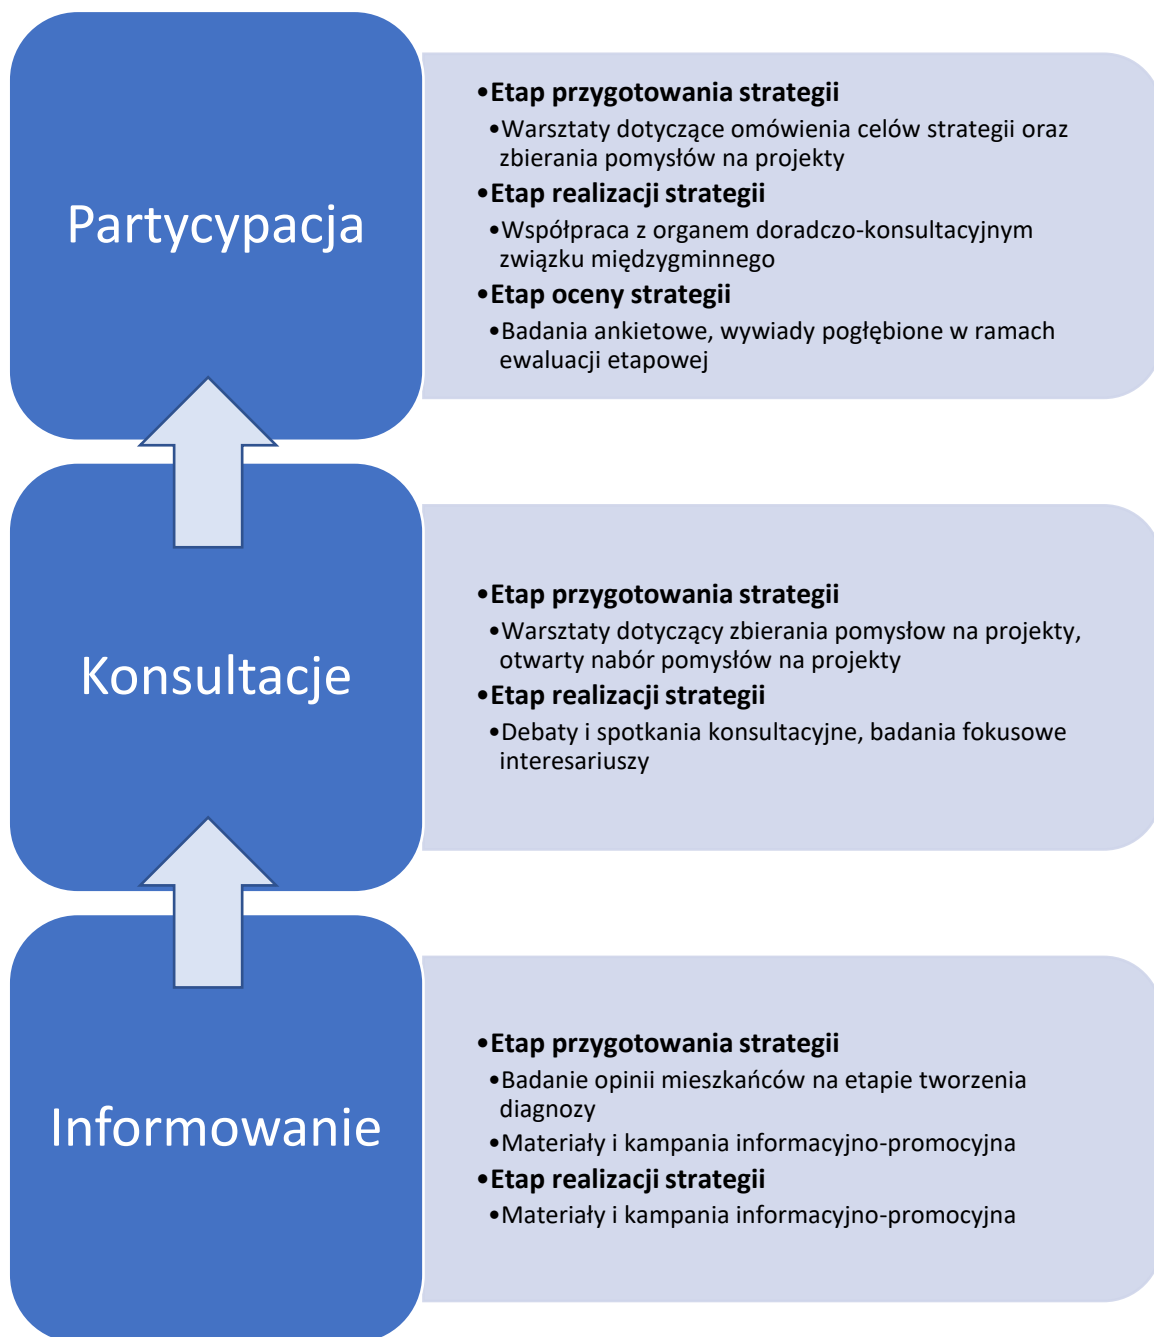 Partycypacja
•Etap przygotowania strategii
•Warsztaty dotyczące omówienia celów strategii oraz
zbierania pomysłów na projekty
•Etap realizacji strategii
•Współpraca z organem doradczo-konsultacyjnym
związku międzygminnego
•Etap oceny strategii
•Badania ankietowe, wywiady pogłębione w ramach
ewaluacji etapowej
Konsultacje
•Etap przygotowania strategii
•Warsztaty dotyczący zbierania pomysłow na projekty,
otwarty nabór pomysłów na projekty
•Etap realizacji strategii
•Debaty i spotkania konsultacyjne, badania fokusowe
interesariuszy
Informowanie
•Etap przygotowania strategii
•Badanie opinii mieszkańców na etapie tworzenia
diagnozy
•Materiały i kampania informacyjno-promocyjna
•Etap realizacji strategii
•Materiały i kampania informacyjno-promocyjna